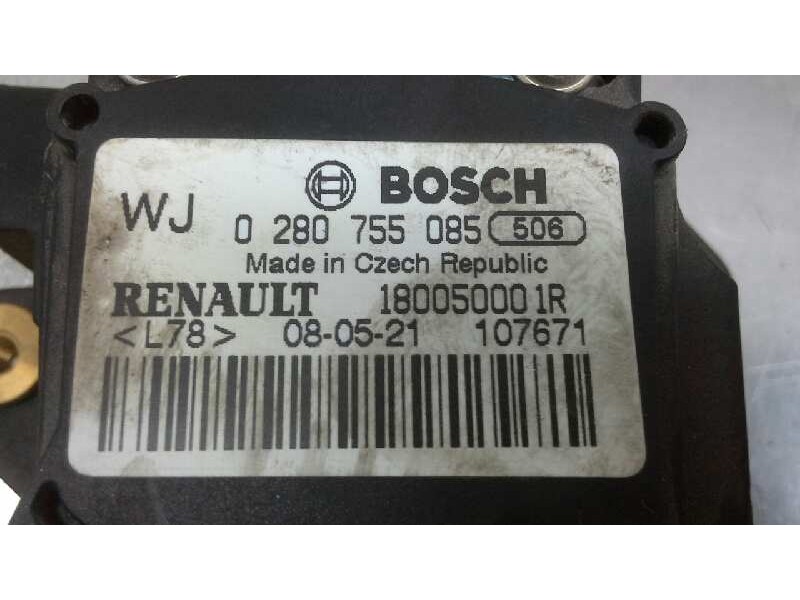 BOSCH
WJ 0 280 755 085 506
Made in Czech Republic
RENAULT 180050001R
<L78> 08-05-21 107671